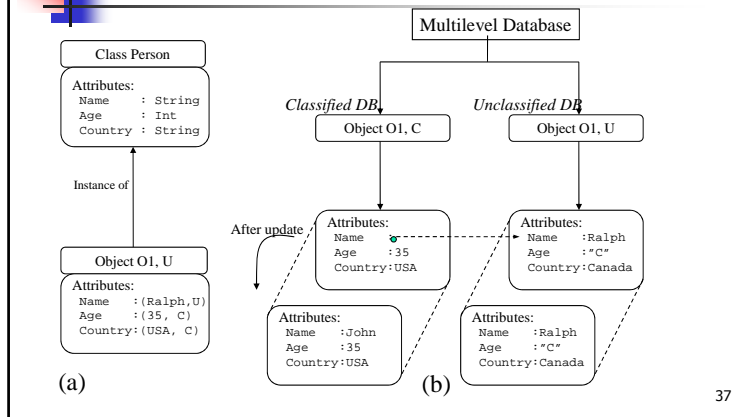 Multilevel Database
Class Person
Attributes:
Name : String
Age : Int
Country : String
Instance of
Object O1, U
Attributes:
Name :(Ralph,U)
Age :(35, C)
Country:(USA, C)
(a)
Classified DB
Unclassified DB
Object O1, C
Object O1, U
After update
Attributes:
Name :
Age :35
Country:USA
Attributes:
Name :Ralph
Age :"C"
Country:Canada
Attributes:
Name :John
Age :35
Country:USA
Attributes:
Name :Ralph
Age :"C"
Country:Canada
(b)
37